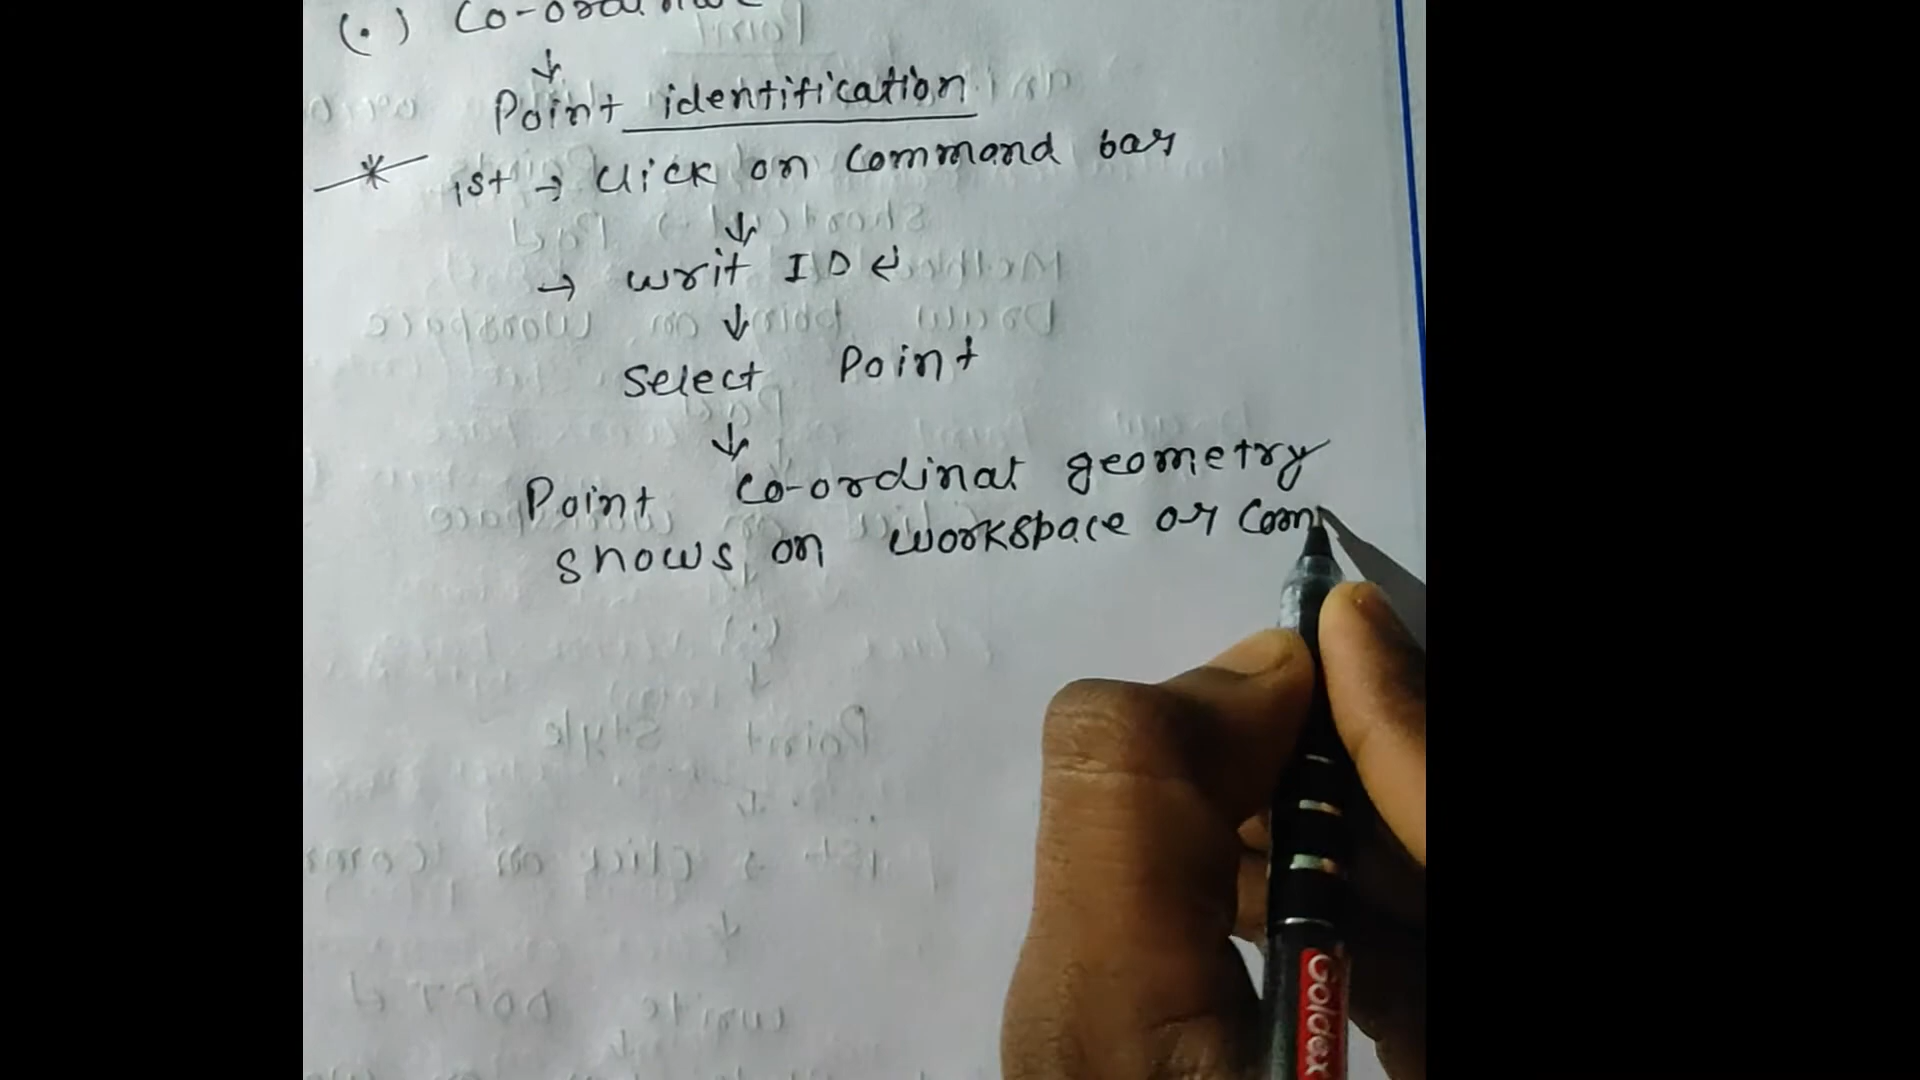 (•) Co-ordinate
↓
Point identification
* 1st → Click on Command bar
↓
→ writ ID ↵
↓
Select Point
↓
Point Co-ordinat geometry
shows on workspace or Com
Goldex